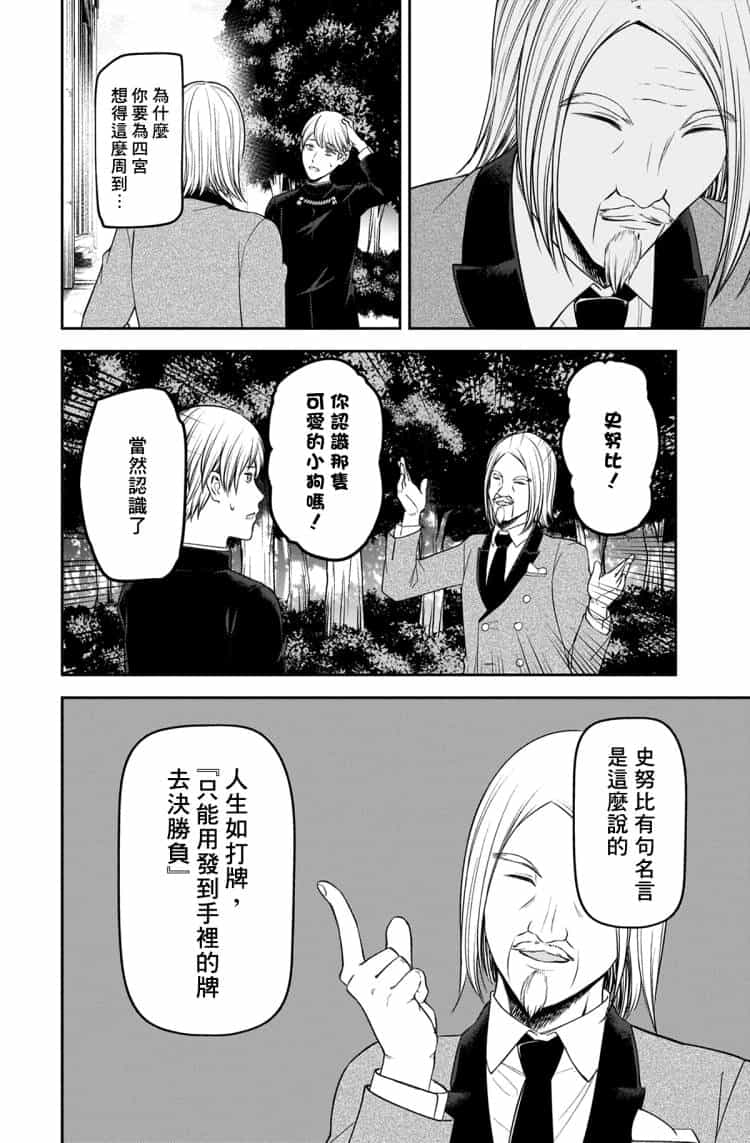 為什麼
你要為四宮
想得這麼周到…
史努比！
你認識那隻
可愛的小狗嗎！
當然認識了
史努比有句名言
是這麼說的
人生如打牌，
『只能用發到手裡的牌
去決勝負』